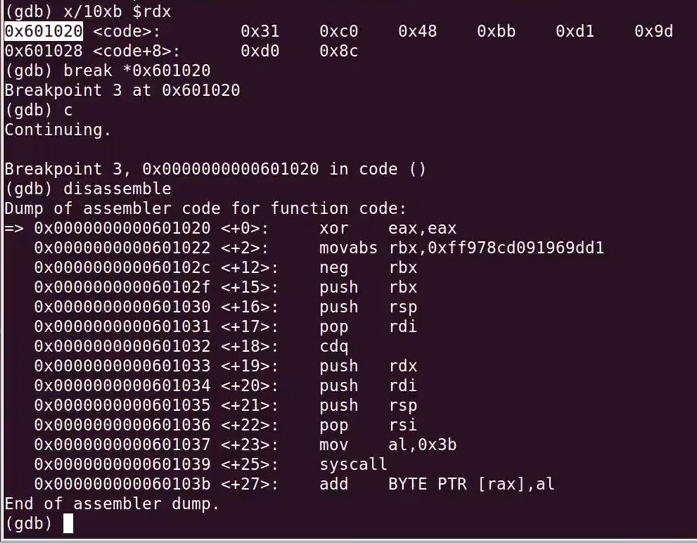 (gdb) x/10xb $rdx
0x601020 <code>: 0x31 0xc0 0x48 0xbb 0xd1 0x9d
0x601028 <code+8>: 0xd0 0x8c
(gdb) break *0x601020
Breakpoint 3 at 0x601020
(gdb) c
Continuing.
Breakpoint 3, 0x0000000000601020 in code ()
(gdb) disassemble
Dump of assembler code for function code:
=> 0x0000000000601020 <+0>: xor eax,eax
0x0000000000601022 <+2>: movabs rbx,0xff978cd091969dd1
0x000000000060102c <+12>: neg rbx
0x000000000060102f <+15>: push rbx
0x0000000000601030 <+16>: push rsp
0x0000000000601031 <+17>: pop rdi
0x0000000000601032 <+18>: cdq
0x0000000000601033 <+19>: push rdx
0x0000000000601034 <+20>: push rdi
0x0000000000601035 <+21>: push rsp
0x0000000000601036 <+22>: pop rsi
0x0000000000601037 <+23>: mov al,0x3b
0x0000000000601039 <+25>: syscall
0x000000000060103b <+27>: add BYTE PTR [rax],al
End of assembler dump.
(gdb)